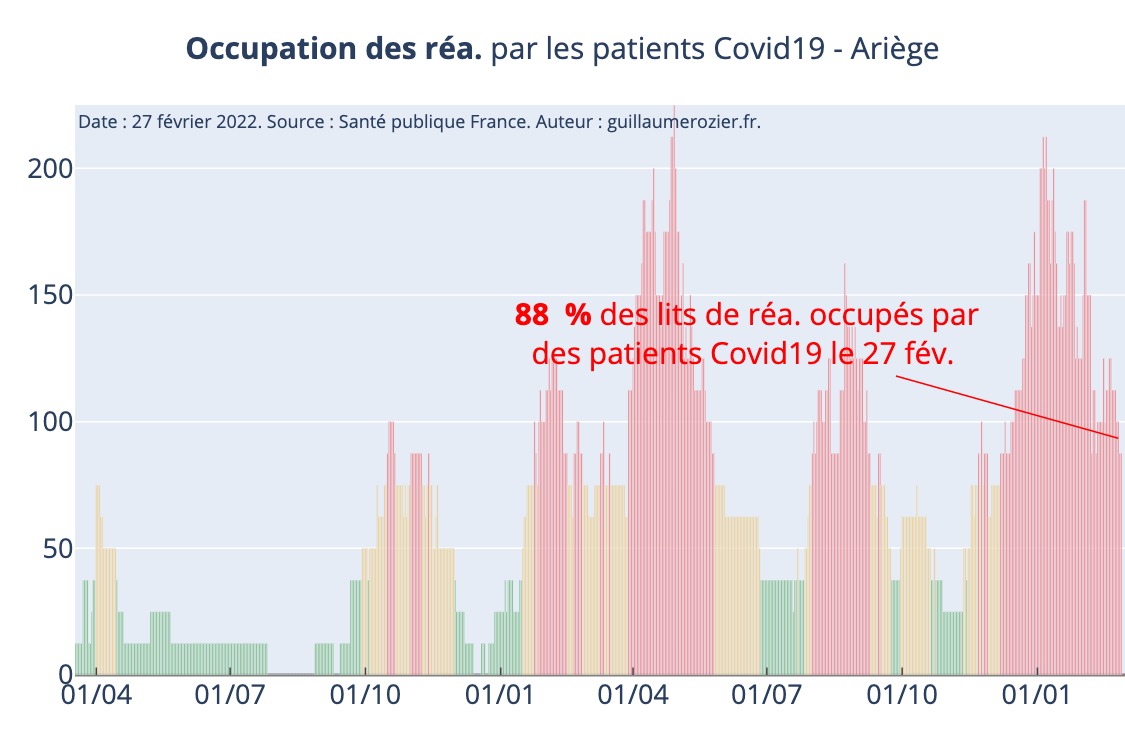 Occupation des réa. par les patients Covid19 - Ariège
Date : 27 février 2022. Source : Santé publique France. Auteur : guillaumerozier.fr.
200
150
88 % des lits de réa. occupés par
des patients Covid19 le 27 fév.
100
50
0
01/04 01/07 01/10 01/01 01/04 01/07 01/10 01/01